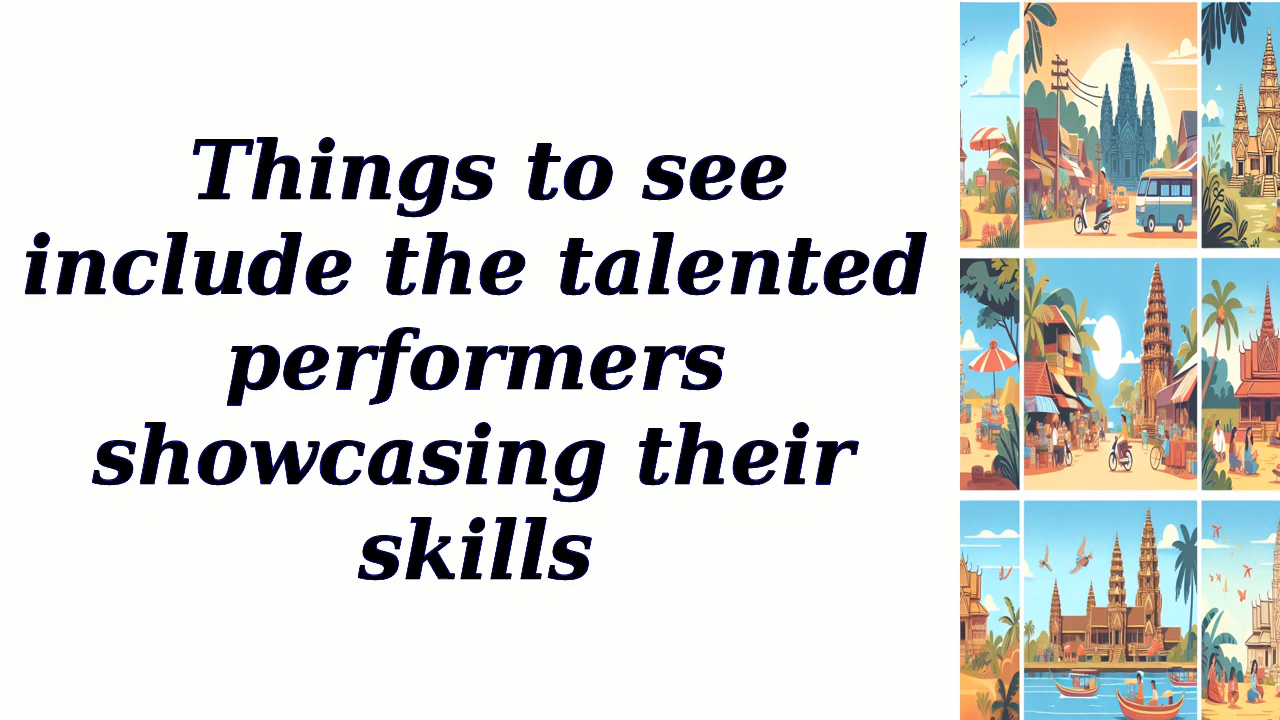 Things to see
include the talented
performers
showcasing their
skills